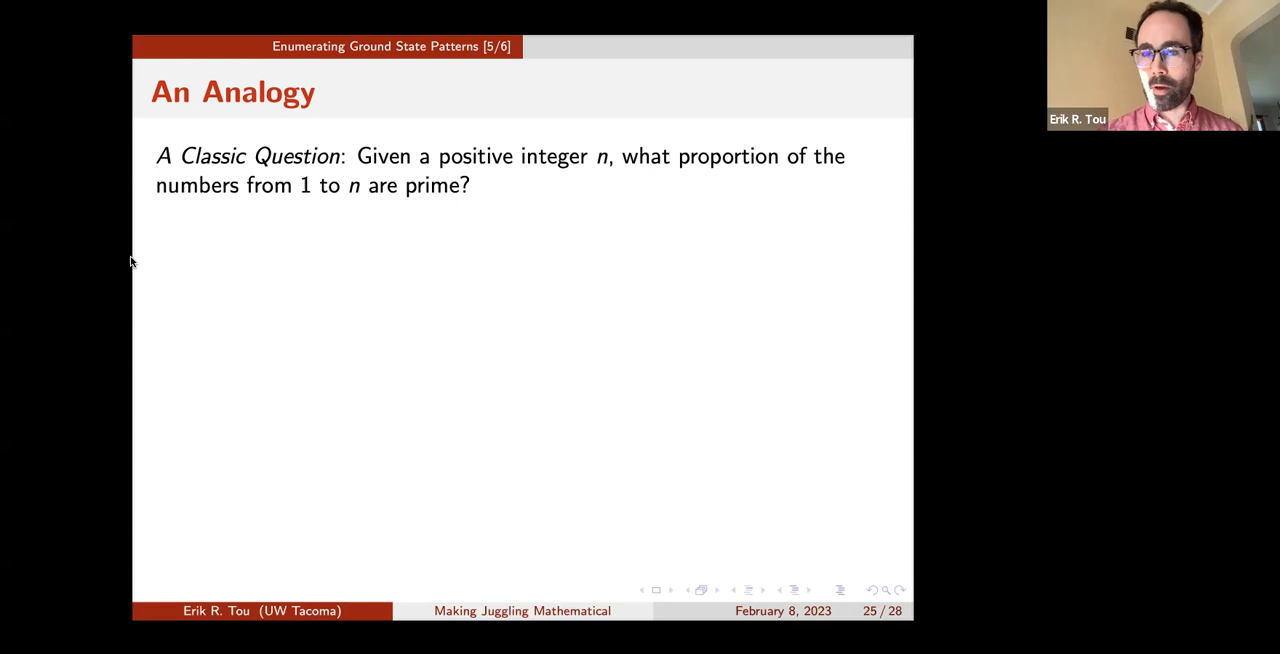 Enumerating Ground State Patterns [5/6]
An Analogy
A Classic Question: Given a positive integer n, what proportion of the
numbers from 1 to n are prime?
Erik R. Tou (UW Tacoma)
Making Juggling Mathematical
February 8, 2023
25 / 28
Erik R. Tou